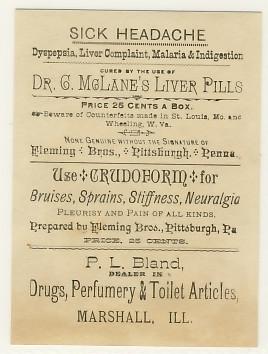 SICK HEADACHE
Dyspepsia, Liver Complaint, Malaria & Indigestion
CURED BY THE USE OF
DR. C. MCLANE'S LIVER PILLS
PRICE 25 CENTS A BOX.
Beware of Counterfeits made in St. Louis, Mo. and
Wheeling, W. Va.
NONE GENUINE WITHOUT THE SIGNATURE OF
Fleming Bros., Pittsburgh, Penna.
Use CRUDOFORM for
Bruises, Sprains, Stiffness, Neuralgia
PLEURISY AND PAIN OF ALL KINDS.
Prepared by Fleming Bros., Pittsburg, Pa
PRICE, 25 CENTS.
P. L. Bland,
DEALER IN
Drugs, Perfumery & Toilet Articles,
MARSHALL, ILL.